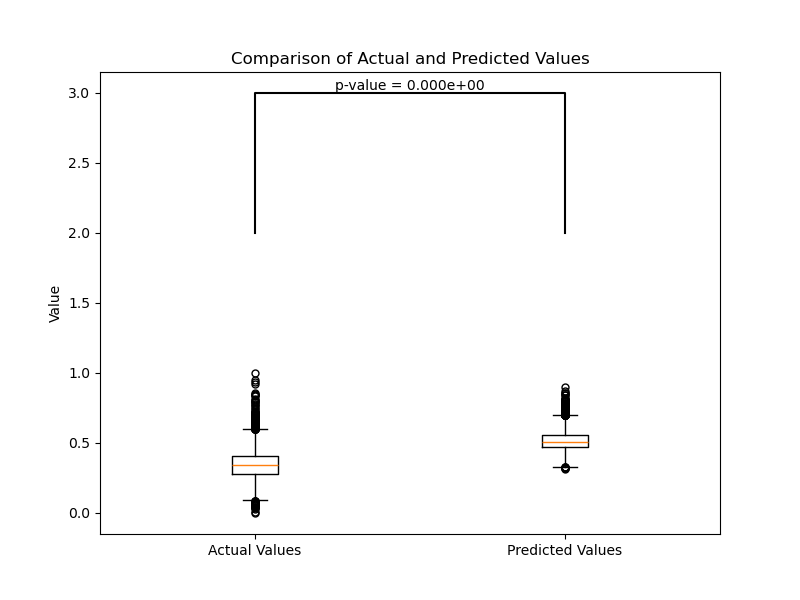 Comparison of Actual and Predicted Values
p-value = 0.000e+00
3.0
2.5
2.0
1.5
1.0
0.5
0.0
Value
Actual Values
Predicted Values